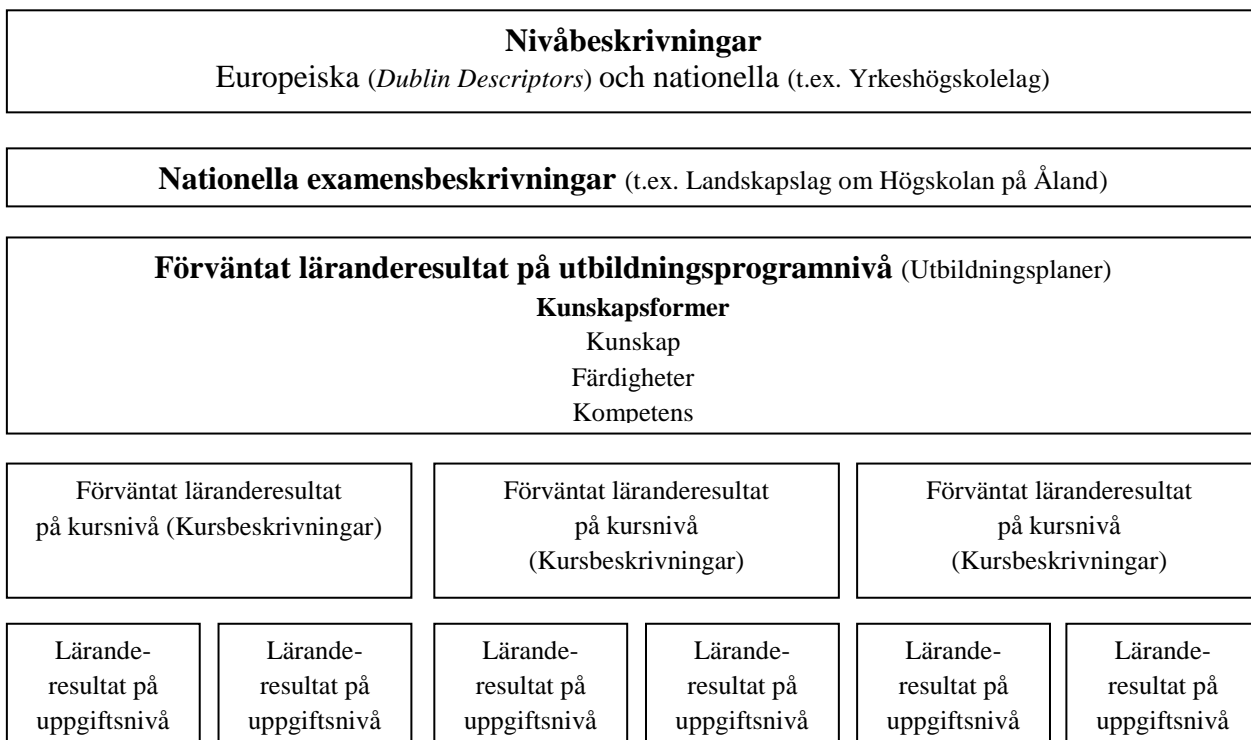 Nivåbeskrivningar
Europeiska (Dublin Descriptors) och nationella (t.ex. Yrkeshögskolelag)
Nationella examensbeskrivningar (t.ex. Landskapslag om Högskolan på Åland)
Förväntat läranderesultat på utbildningsprogramnivå (Utbildningsplaner)
Kunskapsformer
Kunskap
Färdigheter
Kompetens
Förväntat läranderesultat
på kursnivå (Kursbeskrivningar)
Förväntat läranderesultat
på kursnivå
(Kursbeskrivningar)
Förväntat läranderesultat
på kursnivå
(Kursbeskrivningar)
Lärande-
resultat på
uppgiftsnivå
Lärande-
resultat på
uppgiftsnivå
Lärande-
resultat på
uppgiftsnivå
Lärande-
resultat på
uppgiftsnivå
Lärande-
resultat på
uppgiftsnivå
Lärande-
resultat på
uppgiftsnivå